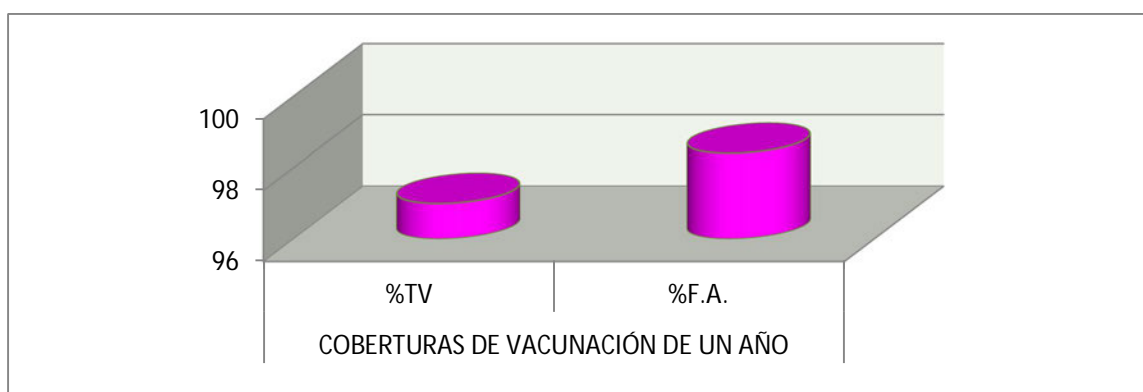 100
98
96
%TV %F.A.
COBERTURAS DE VACUNACIÓN DE UN AÑO